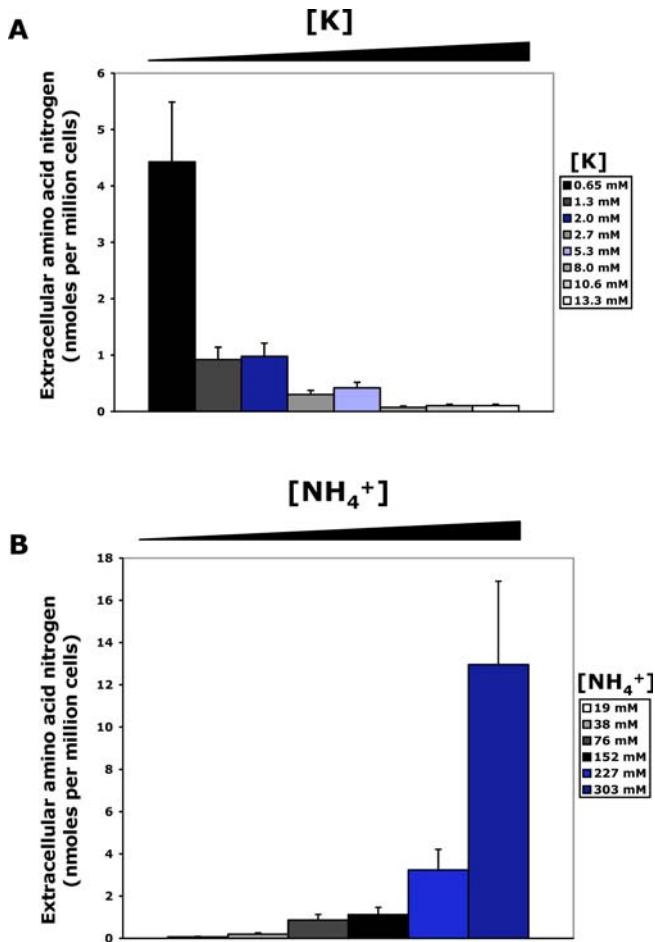 A
[K]
6
5
4
3
2
1
0
Extracellular amino acid nitrogen
(nmoles per million cells)
[K]
0.65 mM
1.3 mM
2.0 mM
2.7 mM
5.3 mM
8.0 mM
10.6 mM
13.3 mM
[NH₄⁺]
B
18
16
14
12
10
8
6
4
2
0
Extracellular amino acid nitrogen
(nmoles per million cells)
[NH₄⁺]
19 mM
38 mM
76 mM
152 mM
227 mM
303 mM